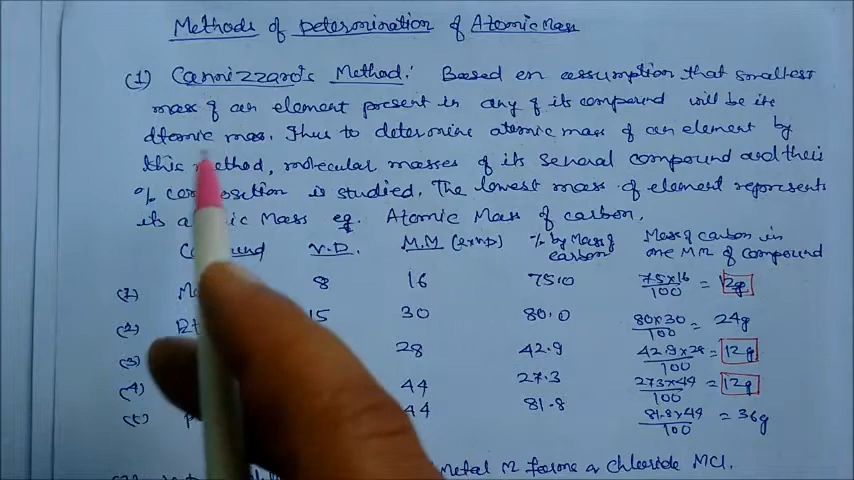 Methods of Determination of Atomic Mass
(1) Cannizzaro's Method: Based on assumption that smallest
mass of an element present in any of its compound will be its
atomic mass. Thus to determine atomic mass of an element by
this method, molecular masses of its several compound and their
% composition is studied. The lowest mass of element represents
its Mass eg. Atomic Mass of carbon.
V.D. M.M (2×V.D) % by Mass of carbon Mass of carbon in one MM of compound
(1) 8 16 75.0 75×16/100 = 12g
(2) 15 30 80.0 80×30/100 = 24g
(3) 28 42.9 42.9×28/100 = 12g
(4) 44 27.3 273×44/100 = 12g
44 81.8 81.8×44/100 = 36g
Metal M forms a chloride MCl.